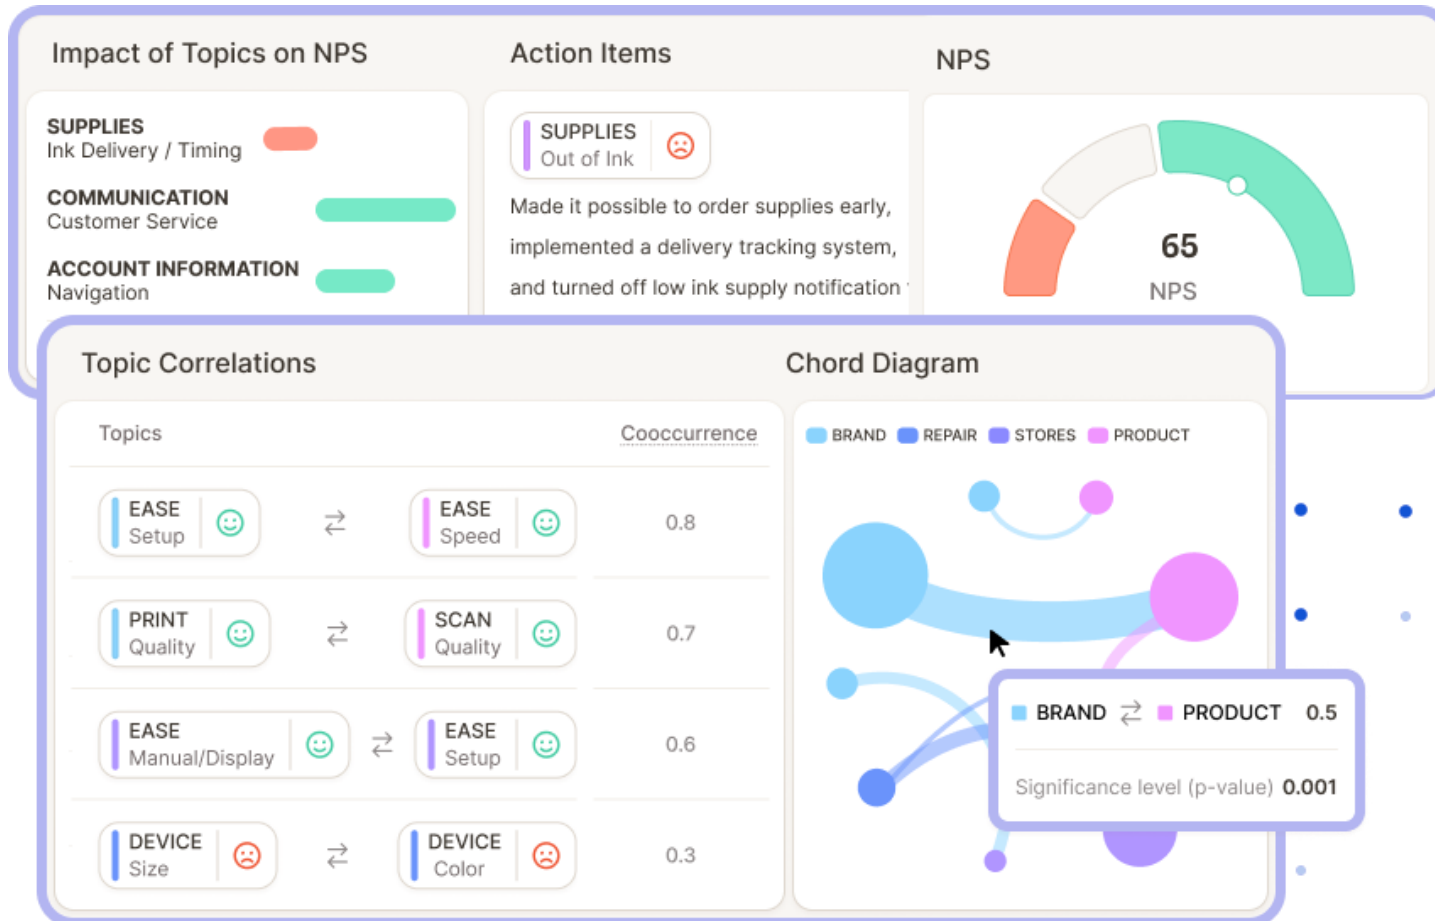 Impact of Topics on NPS
SUPPLIES
Ink Delivery / Timing
COMMUNICATION
Customer Service
ACCOUNT INFORMATION
Navigation
Action Items
SUPPLIES
Out of Ink
Made it possible to order supplies early,
implemented a delivery tracking system,
and turned off low ink supply notification
NPS
65
NPS
Topic Correlations
Topics
Cooccurrence
EASE
Setup
EASE
Speed
0.8
PRINT
Quality
SCAN
Quality
0.7
EASE
Manual/Display
EASE
Setup
0.6
DEVICE
Size
DEVICE
Color
0.3
Chord Diagram
BRAND REPAIR STORES PRODUCT
BRAND PRODUCT 0.5
Significance level (p-value) 0.001